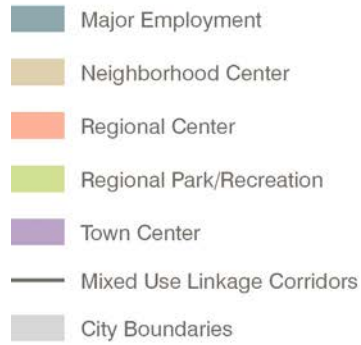 Major Employment
Neighborhood Center
Regional Center
Regional Park/Recreation
Town Center
Mixed Use Linkage Corridors
City Boundaries